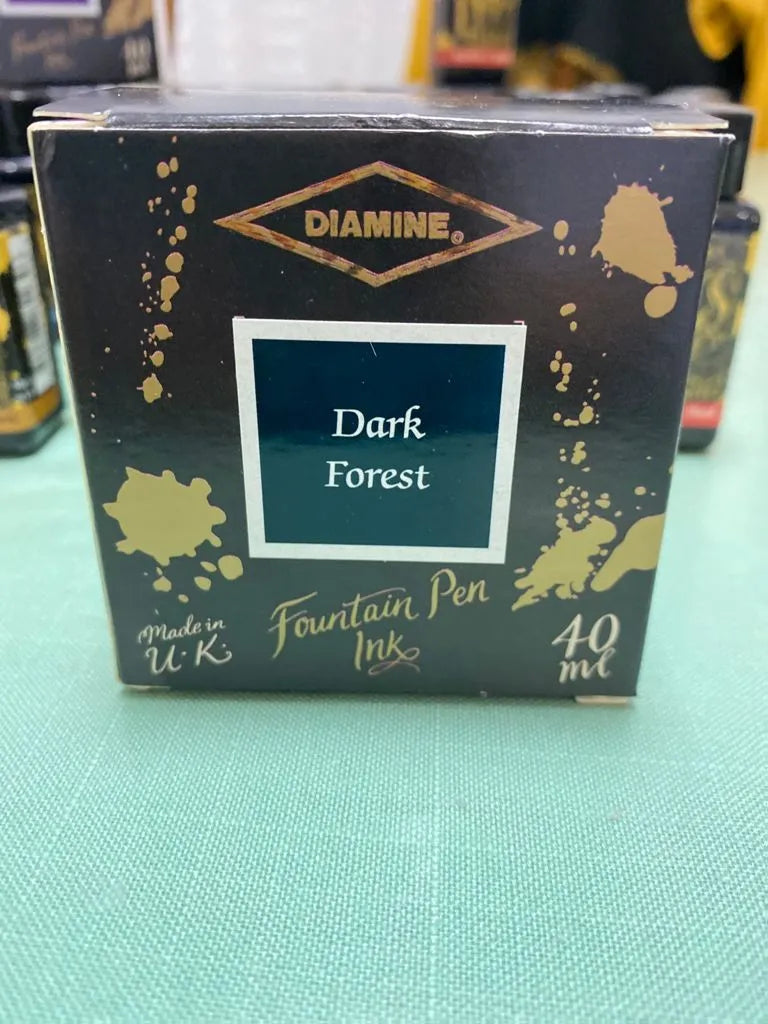 DIAMINE
Dark
Forest
Fountain Pen
Ink
Made in
U.K.
40
ml